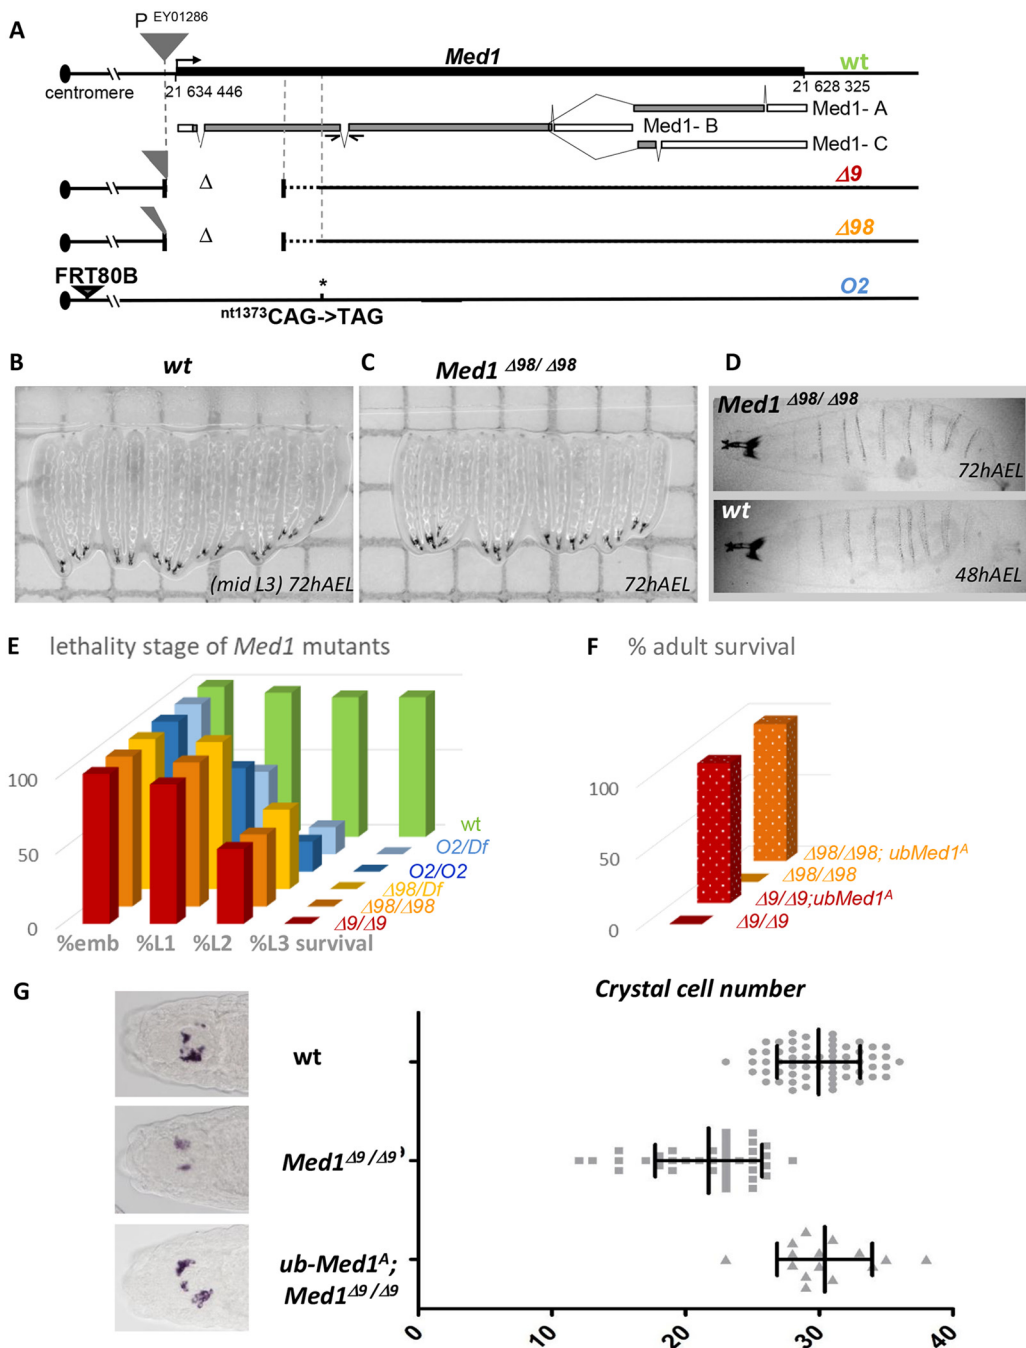 A
P EY01286
Med1
wt
centromere
21 634 446
21 628 325
Med1- A
Med1- B
Med1- C
Δ
Δ9
Δ
Δ98
FRT80B
*
O2
nt1373CAG->TAG
B
wt
C
Med1 Δ98/ Δ98
D
(mid L3) 72hAEL
72hAEL
Med1 Δ98/ Δ98
72hAEL
wt
48hAEL
E lethality stage of Med1 mutants
100
50
0
wt
O2/Df
O2/O2
Δ98/Df
Δ98/Δ98
Δ9/Δ9
%emb %L1 %L2 %L3 survival
F % adult survival
100
50
0
Δ98/Δ98; ubMed1A
Δ98/Δ98
Δ9/Δ9;ubMed1A
Δ9/Δ9
G
Crystal cell number
wt
Med1Δ9/Δ9
ub-Med1A;
Med1Δ9/Δ9
0 10 20 30 40